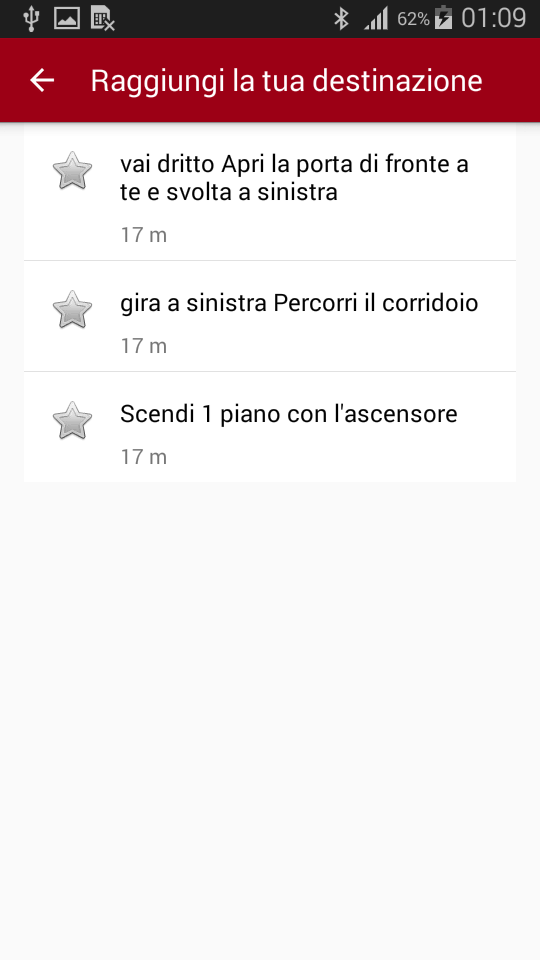 62% 01:09
Raggiungi la tua destinazione
vai dritto Apri la porta di fronte a
te e svolta a sinistra
17 m
gira a sinistra Percorri il corridoio
17 m
Scendi 1 piano con l'ascensore
17 m